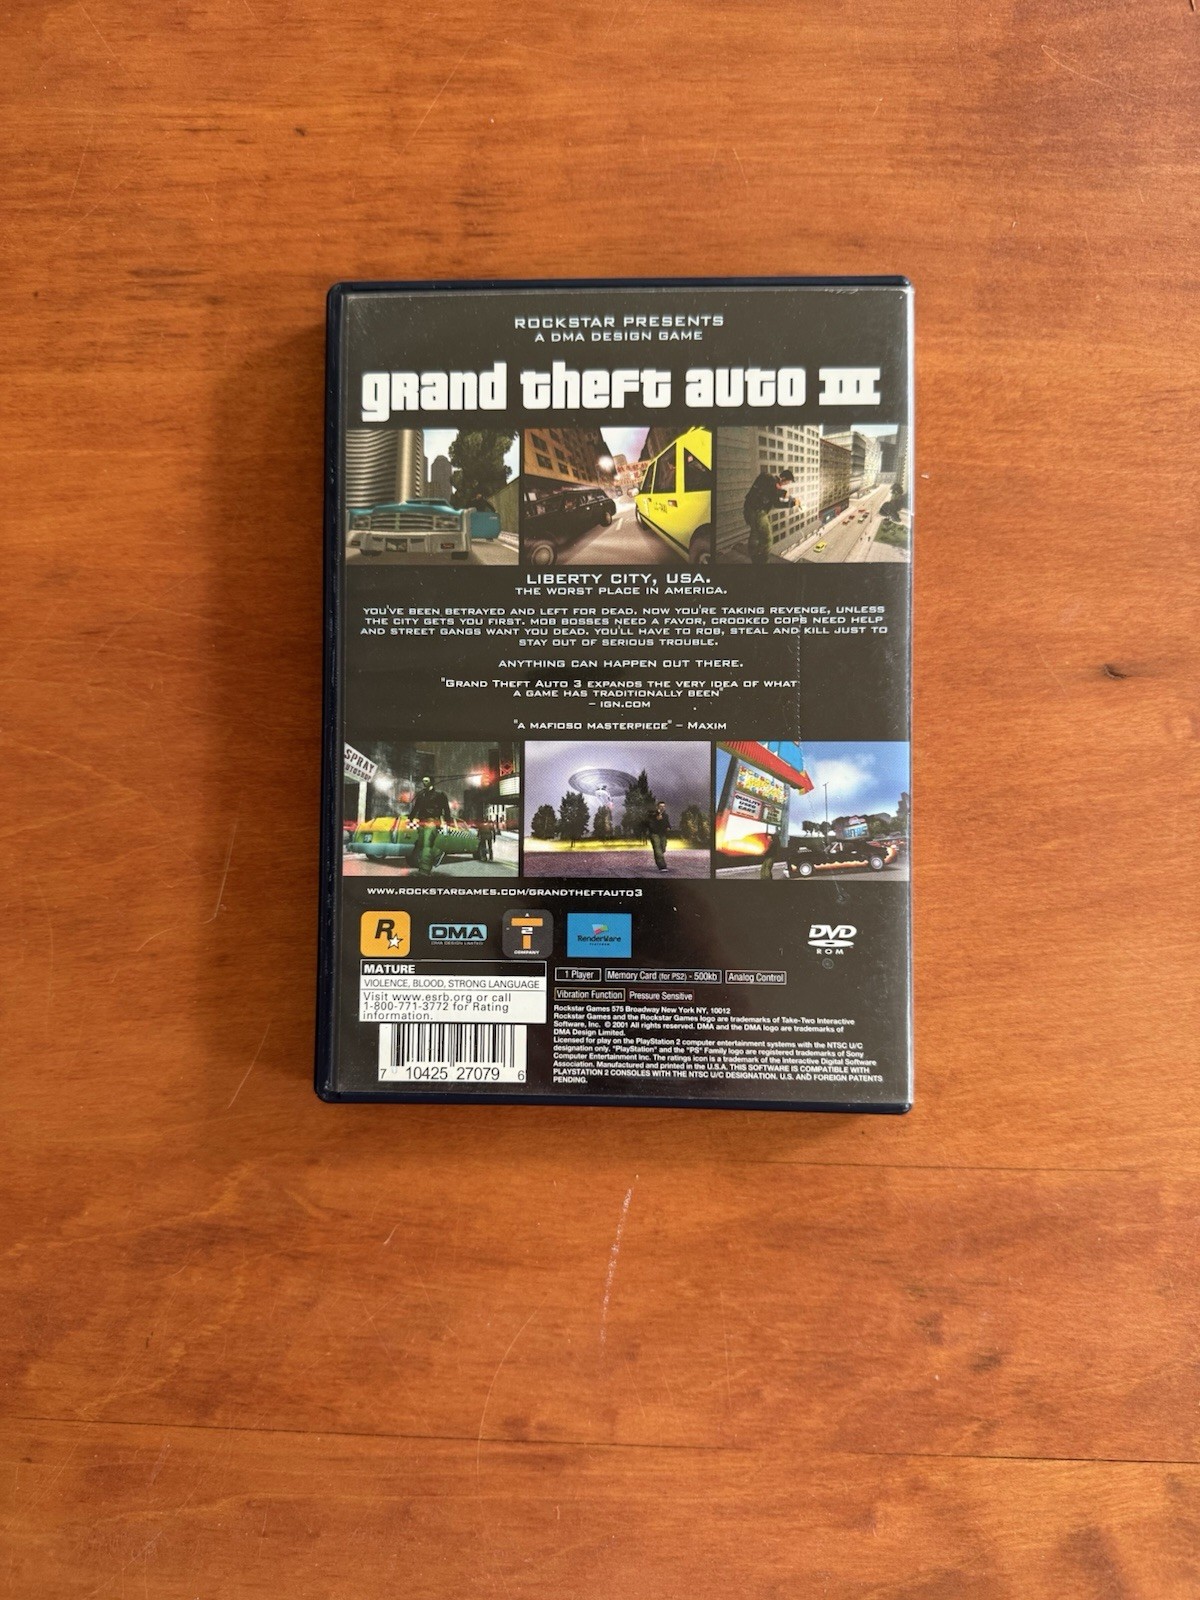 ROCKSTAR PRESENTS
A DMA DESIGN GAME
grand theft auto III
LIBERTY CITY, USA.
THE WORST PLACE IN AMERICA.
YOU'VE BEEN BETRAYED AND LEFT FOR DEAD. NOW YOU'RE TAKING REVENGE, UNLESS
THE CITY GETS YOU FIRST. MOB BOSSES NEED A FAVOR, CROOKED COPS NEED HELP
AND STREET GANGS WANT YOU DEAD. YOU'LL HAVE TO ROB, STEAL AND KILL JUST TO
STAY OUT OF SERIOUS TROUBLE.
ANYTHING CAN HAPPEN OUT THERE.
"GRAND THEFT AUTO 3 EXPANDS THE VERY IDEA OF WHAT
A GAME HAS TRADITIONALLY BEEN"
– IGN.COM
"A MAFIOSO MASTERPIECE" – MAXIM
SPRAY
QUALITY
USED
CARS
WWW.ROCKSTARGAMES.COM/GRANDTHEFTAUTO3
R
DMA
DMA DESIGN LIMITED
T2
COMPANY
RenderWare
DVD
ROM
MATURE
VIOLENCE, BLOOD, STRONG LANGUAGE
Visit www.esrb.org or call
1-800-771-3772 for Rating
information.
7 10425 27079 6
1 Player
Memory Card (for PS2) - 500kb
Analog Control
Vibration Function
Pressure Sensitive
Rockstar Games 575 Broadway New York NY, 10012
Rockstar Games and the Rockstar Games logo are trademarks of Take-Two Interactive
Software, Inc. © 2001 All rights reserved. DMA and the DMA logo are trademarks of
DMA Design Limited.
Licensed for play on the PlayStation 2 computer entertainment systems with the NTSC U/C
designation only. "PlayStation" and the "PS" Family logo are registered trademarks of Sony
Computer Entertainment Inc. The ratings icon is a trademark of the Interactive Digital Software
Association. Manufactured and printed in the U.S.A. THIS SOFTWARE IS COMPATIBLE WITH
PLAYSTATION 2 CONSOLES WITH THE NTSC U/C DESIGNATION. U.S. AND FOREIGN PATENTS
PENDING.